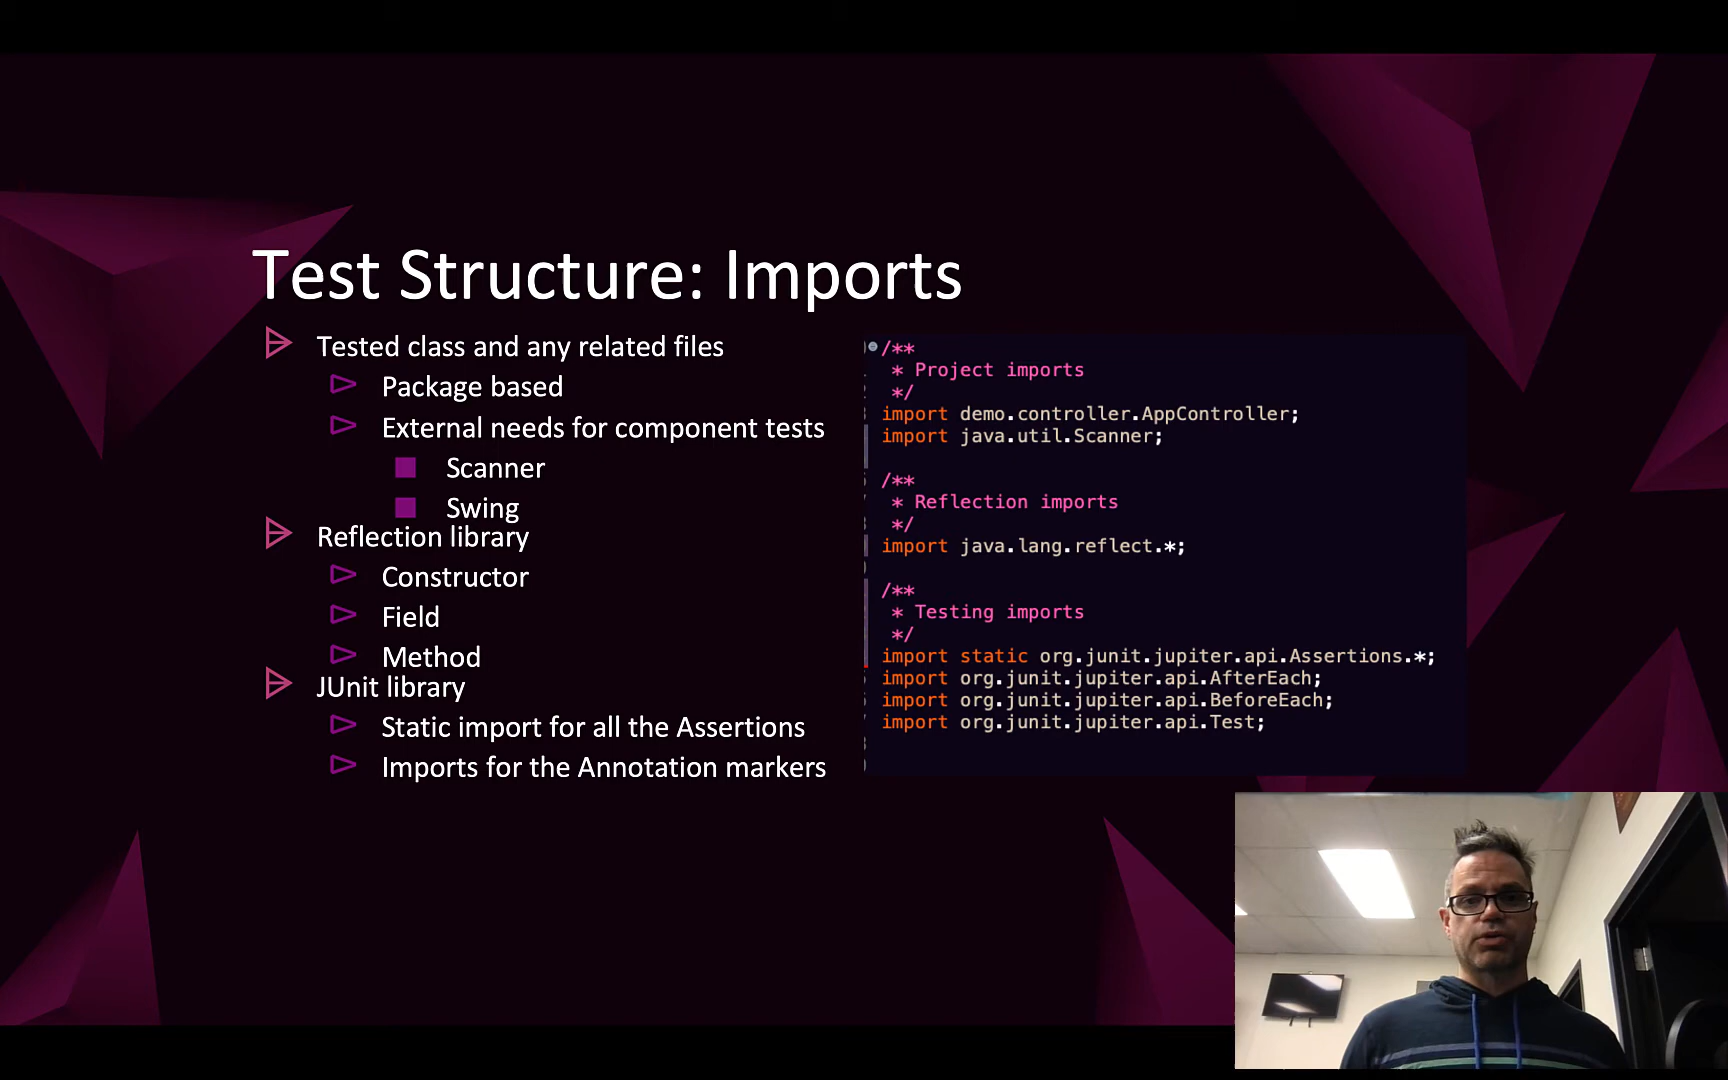 Test Structure: Imports
Tested class and any related files
Package based
External needs for component tests
Scanner
Swing
Reflection library
Constructor
Field
Method
JUnit library
Static import for all the Assertions
Imports for the Annotation markers
/**
* Project imports
*/
import demo.controller.AppController;
import java.util.Scanner;
/**
* Reflection imports
*/
import java.lang.reflect.*;
/**
* Testing imports
*/
import static org.junit.jupiter.api.Assertions.*;
import org.junit.jupiter.api.AfterEach;
import org.junit.jupiter.api.BeforeEach;
import org.junit.jupiter.api.Test;